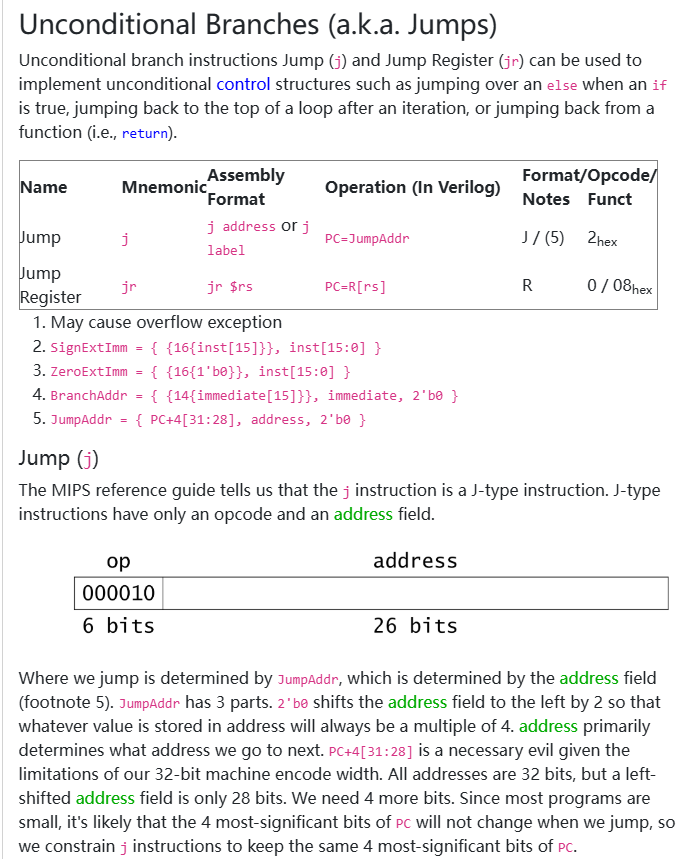 Unconditional Branches (a.k.a. Jumps)
Unconditional branch instructions Jump (j) and Jump Register (jr) can be used to
implement unconditional control structures such as jumping over an else when an if
is true, jumping back to the top of a loop after an iteration, or jumping back from a
function (i.e., return).
Name Mnemonic Assembly Format Operation (In Verilog) Format/ Notes Opcode/ Funct
Jump j j address or j label PC=JumpAddr J / (5) 2hex
Jump Register jr jr $rs PC=R[rs] R 0 / 08hex
1. May cause overflow exception
2. SignExtImm = { {16{inst[15]}}, inst[15:0] }
3. ZeroExtImm = { {16{1'b0}}, inst[15:0] }
4. BranchAddr = { {14{immediate[15]}}, immediate, 2'b0 }
5. JumpAddr = { PC+4[31:28], address, 2'b0 }
Jump (j)
The MIPS reference guide tells us that the j instruction is a J-type instruction. J-type
instructions have only an opcode and an address field.
op address
000010
6 bits 26 bits
Where we jump is determined by JumpAddr, which is determined by the address field
(footnote 5). JumpAddr has 3 parts. 2'b0 shifts the address field to the left by 2 so that
whatever value is stored in address will always be a multiple of 4. address primarily
determines what address we go to next. PC+4[31:28] is a necessary evil given the
limitations of our 32-bit machine encode width. All addresses are 32 bits, but a left-
shifted address field is only 28 bits. We need 4 more bits. Since most programs are
small, it's likely that the 4 most-significant bits of PC will not change when we jump, so
we constrain j instructions to keep the same 4 most-significant bits of PC.